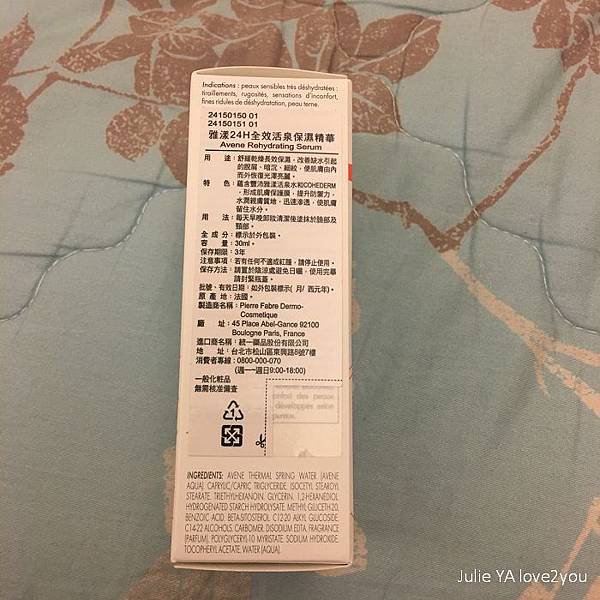 Indications : peaux sensibles très déshydratées :
tiraillements, rugosités, sensations d'inconfort,
fines ridules de déshydratation, peau terne.
24150150 01
24150151 01
雅漾24H全效活泉保濕精華
Avene Rehydrating Serum
用 途：舒緩乾燥長效保濕，改善缺水引起
的脫屑、暗沉、細紋，使肌膚由內
而外恢復光澤亮麗。
特 色：蘊含豐沛雅漾活泉水和COHEDERM
，形成肌膚保護膜，提升防禦力，
水潤親膚質地，迅速滲透，使肌膚
留住水分。
用 法：每天早晚卸妝清潔後塗抹於臉部及
頸部。
全 成 分：標示於外包裝。
容 量：30ml。
保存期限：3年
注意事項：若有任何不適或紅腫，請停止使用。
保存方法：請置於陰涼處避免日曬，使用完畢
請封緊瓶蓋。
批號、有效日期：如外包裝標示( 月/ 西元年)。
原 產 地：法國。
製造商名稱：Pierre Fabre Dermo-
Cosmetique
廠 址：45 Place Abel-Gance 92100
Boulogne Paris, France
進口商名稱：統一藥品股份有限公司
地 址：台北市松山區東興路8號7樓
消費者專線：0800-000-070
(週一~週日9:00-18:00)
一般化粧品
無需核准備查
enfort des peaux
développés selon
1
INGREDIENTS: AVENE THERMAL SPRING WATER (AVENE
AQUA). CAPRYLIC/CAPRIC TRIGLYCERIDE. ISOCETYL STEAROYL
STEARATE. TRIETHYLHEXANOIN. GLYCERIN. 1,2-HEXANEDIOL.
HYDROGENATED STARCH HYDROLYSATE. METHYL GLUCETH-20.
BENZOIC ACID. BETA-SITOSTEROL. C12-20 ALKYL GLUCOSIDE.
C14-22 ALCOHOLS. CARBOMER. DISODIUM EDTA. FRAGRANCE
(PARFUM). POLYGLYCERYL-10 MYRISTATE. SODIUM HYDROXIDE.
TOCOPHERYL ACETATE. WATER (AQUA).
Julie YA love2you